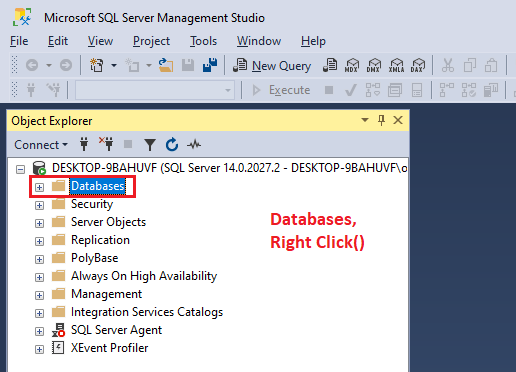 Microsoft SQL Server Management Studio
File Edit View Project Tools Window Help
New Query MDX DMX XMLA DAX
Execute
Object Explorer
Connect
DESKTOP-9BAHUVF (SQL Server 14.0.2027.2 - DESKTOP-9BAHUVF\o
Databases
Security
Server Objects
Replication
PolyBase
Always On High Availability
Management
Integration Services Catalogs
SQL Server Agent
XEvent Profiler
Databases,
Right Click()